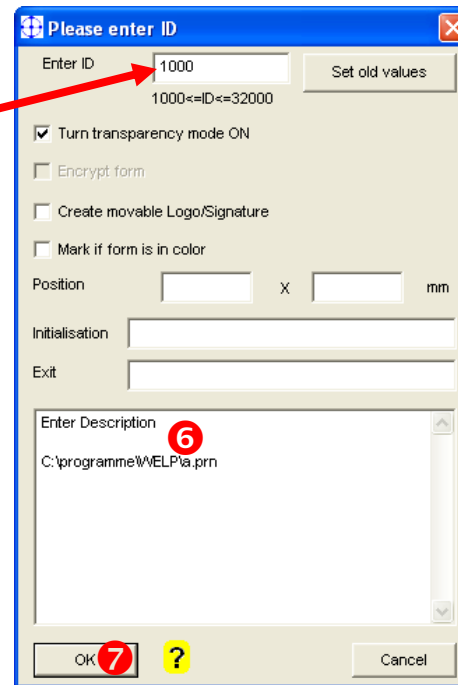 Please enter ID
Enter ID 1000 Set old values
1000<=ID<=32000
Turn transparency mode ON
Encrypt form
Create movable Logo/Signature
Mark if form is in color
Position X mm
Initialisation
Exit
Enter Description
6
C:\programme\WELP\a.prn
OK 7 ? Cancel